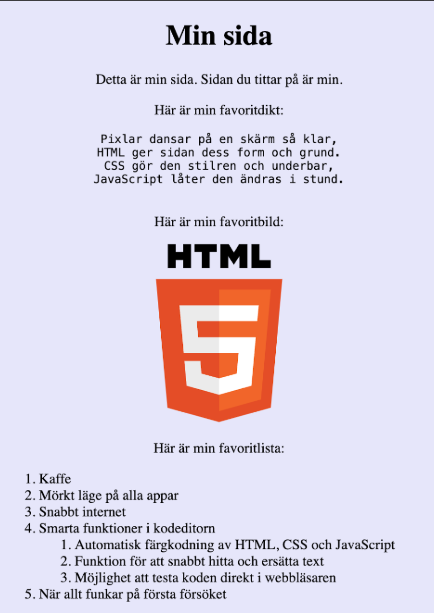 Min sida
Detta är min sida. Sidan du tittar på är min.
Här är min favoritdikt:
Pixlar dansar på en skärm så klar,
HTML ger sidan dess form och grund.
CSS gör den stilren och underbar,
JavaScript låter den ändras i stund.
Här är min favoritbild:
HTML
5
Här är min favoritlista:
1. Kaffe
2. Mörkt läge på alla appar
3. Snabbt internet
4. Smarta funktioner i kodeditorn
1. Automatisk färgkodning av HTML, CSS och JavaScript
2. Funktion för att snabbt hitta och ersätta text
3. Möjlighet att testa koden direkt i webbläsaren
5. När allt funkar på första försöket